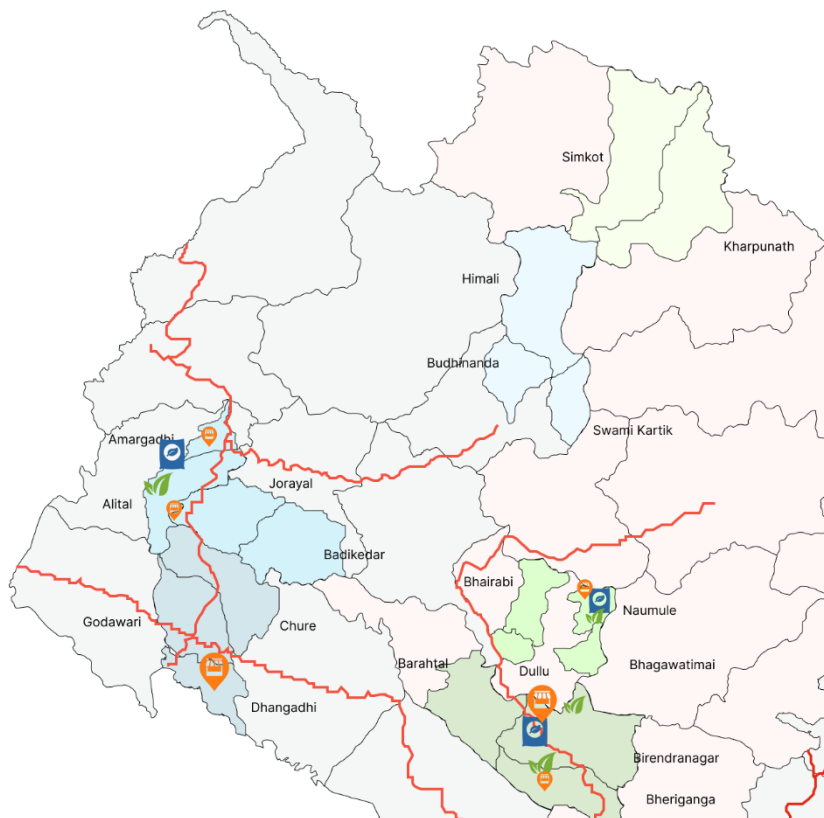 Simkot
Kharpunath
Himali
Budhinanda
Swami Kartik
Amargadhi
Jorayal
Alital
Badikedar
Bhairabi
Naumule
Godawari
Chure
Barahtal
Dullu
Bhagawatimai
Dhangadhi
Birendranagar
Bheriganga